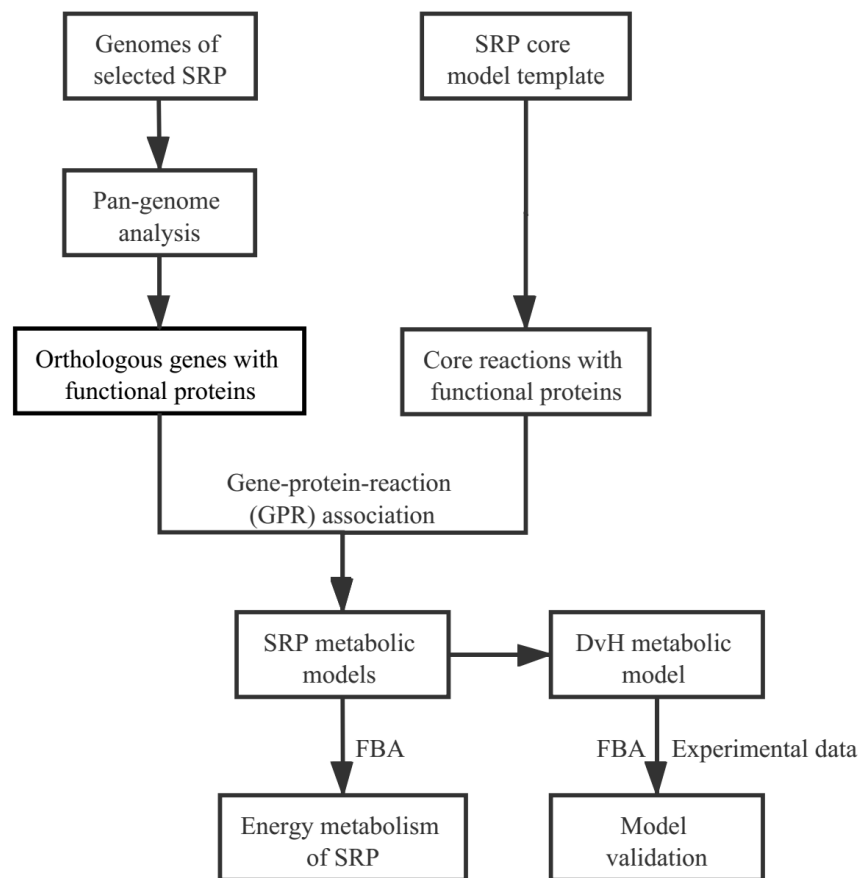 Genomes of
selected SRP
SRP core
model template
Pan-genome
analysis
Orthologous genes with
functional proteins
Core reactions with
functional proteins
Gene-protein-reaction
(GPR) association
SRP metabolic
models
DvH metabolic
model
FBA
FBA
Experimental data
Energy metabolism
of SRP
Model
validation